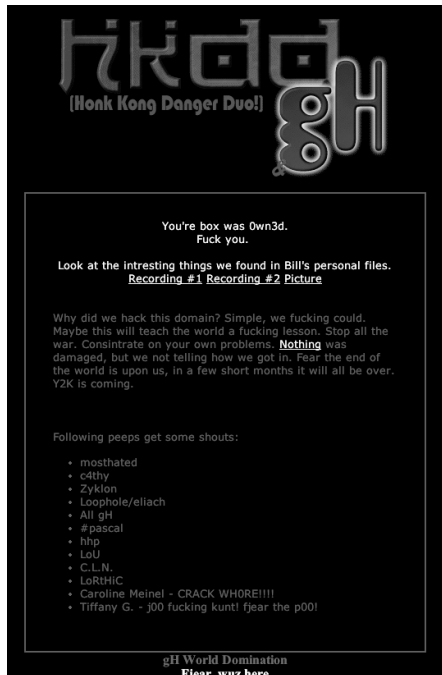 hkdd
(Honk Kong Danger Duo!)
gH
You're box was 0wn3d.
Fuck you.
Look at the intresting things we found in Bill's personal files.
Recording #1 Recording #2 Picture
Why did we hack this domain? Simple, we fucking could.
Maybe this will teach the world a fucking lesson. Stop all the
war. Consintrate on your own problems. Nothing was
damaged, but we not telling how we got in. Fear the end of
the world is upon us, in a few short months it will all be over.
Y2K is coming.
Following peeps get some shouts:
• mosthated
• c4thy
• Zyklon
• Loophole/eliach
• All gH
• #pascal
• hhp
• LoU
• C.L.N.
• LoRtHiC
• Caroline Meinel - CRACK WH0RE!!!!
• Tiffany G. - j00 fucking kunt! fjear the p00!
gH World Domination
Fjear. wuz here